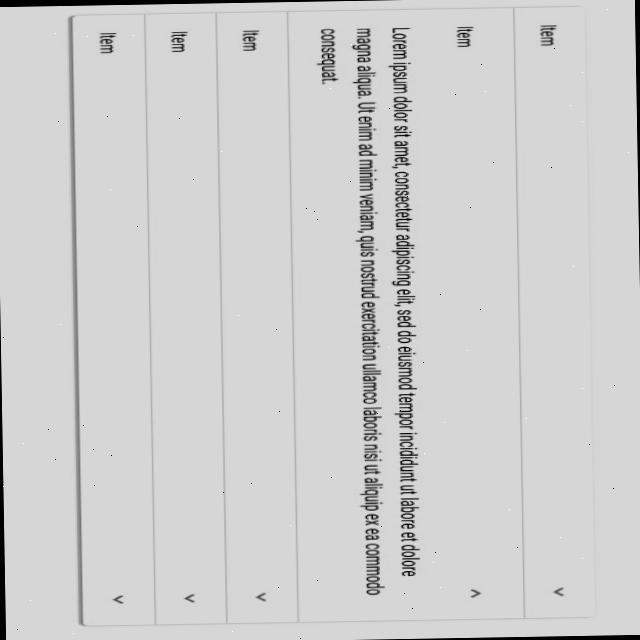 Item
Item
Lorem ipsum dolor sit amet, consectetur adipiscing elit, sed do eiusmod tempor incididunt ut labore et dolore
magna aliqua. Ut enim ad minim veniam, quis nostrud exercitation ullamco laboris nisi ut aliquip ex ea commodo
consequat.
Item
Item
Item